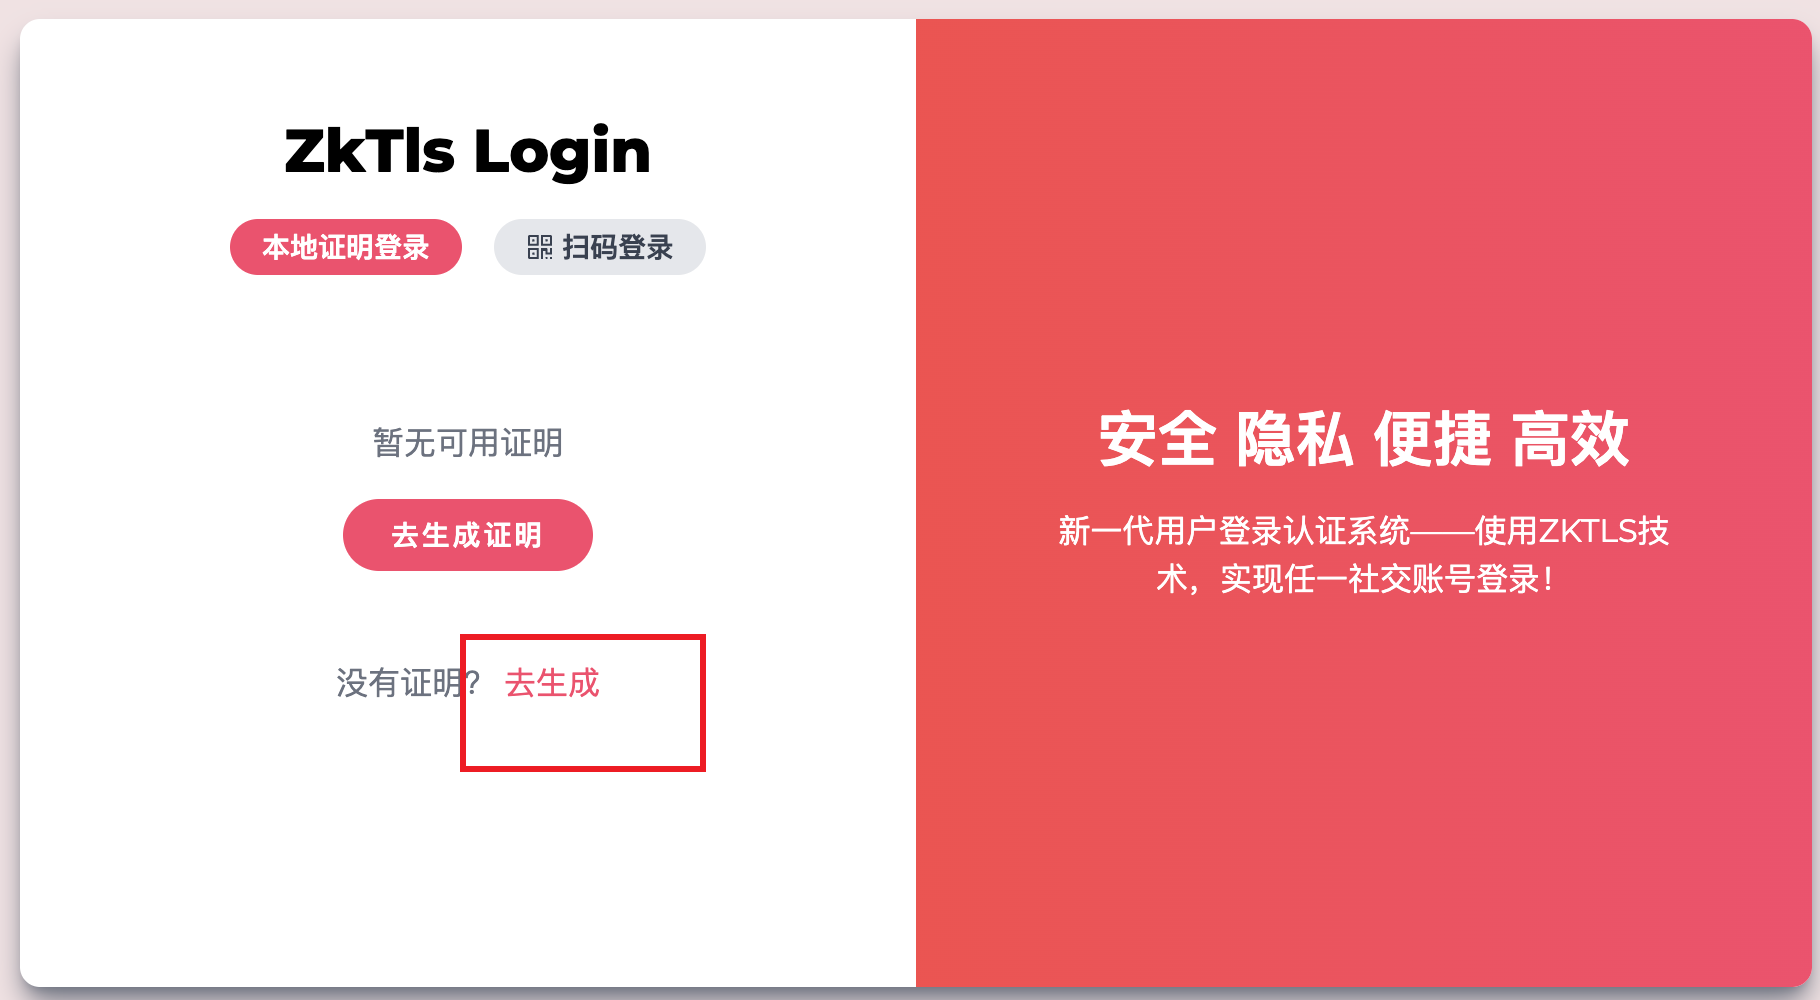 ZkTls Login
本地证明登录 扫码登录
暂无可用证明
去生成证明
没有证明？ 去生成
安全 隐私 便捷 高效
新一代用户登录认证系统——使用ZKTLS技
术，实现任一社交账号登录！